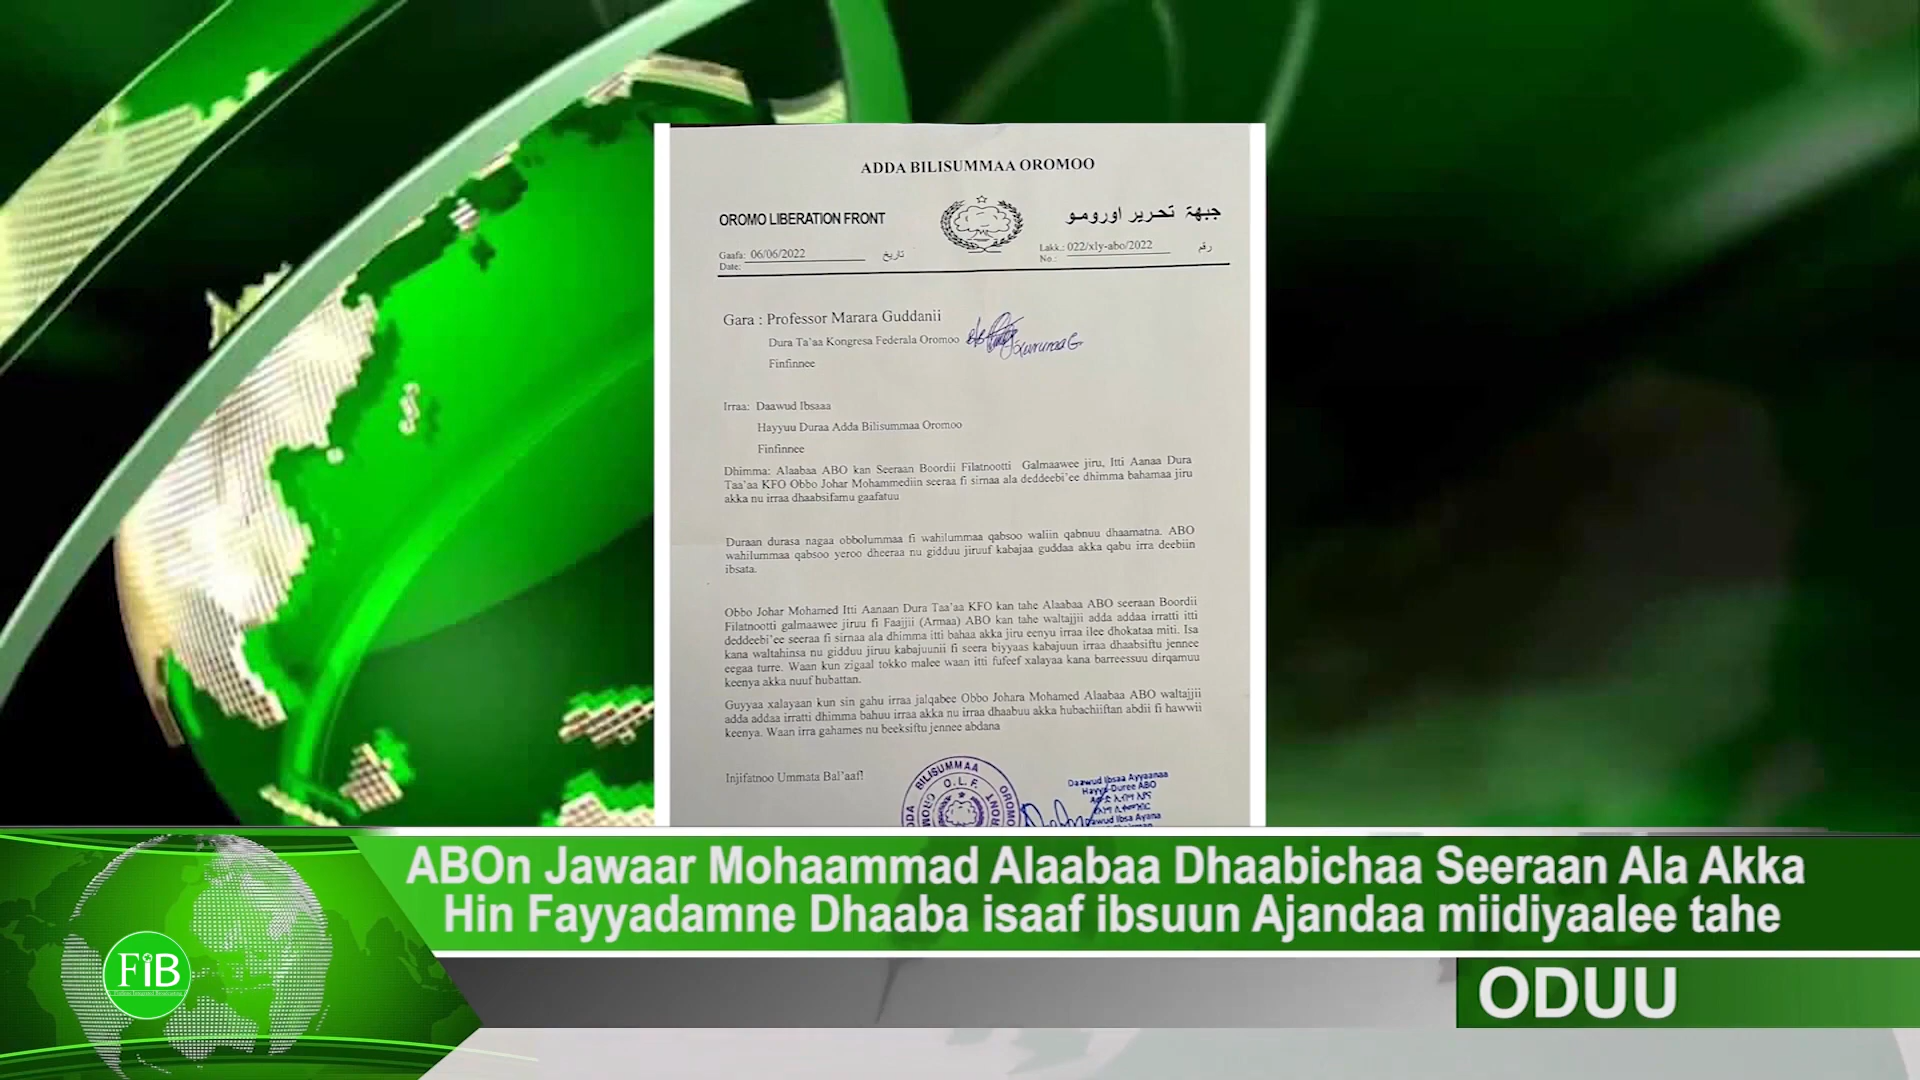 ADDA BILISUMMAA OROMOO
OROMO LIBERATION FRONT
جبهة تحرير اورومو
Gaafa: 06/06/2022
Date:
تاريخ
Lakk.: 022/xly-abo/2022
No.:
رقم
Gara : Professor Marara Guddanii
Dura Ta'aa Kongresa Federala Oromoo
Finfinnee
Irraa: Daawud Ibsaaa
Hayyuu Duraa Adda Bilisummaa Oromoo
Finfinnee
Dhimma: Alaabaa ABO kan Seeraan Boordii Filatnootti Galmaawee jiru, Itti Aanaa Dura
Taa'aa KFO Obbo Johar Mohammediin seeraa fi sirnaa ala deddeebi'ee dhimma bahamaa jiru
akka nu irraa dhaabsifamu gaafatuu
Duraan durasa nagaa obbolummaa fi wahilummaa qabsoo waliin qabnuu dhaamatna. ABO
wahilummaa qabsoo yeroo dheeraa nu gidduu jiruuf kabajaa guddaa akka qabu irra deebiin
ibsata.
Obbo Johar Mohamed Itti Aanaan Dura Taa'aa KFO kan tahe Alaabaa ABO seeraan Boordii
Filatnootti galmaawee jiruu fi Faajjii (Armaa) ABO kan tahe waltajjii adda addaa irratti itti
deddeebi'ee seeraa fi sirnaa ala dhimma itti bahaa akka jiru eenyu irraa ilee dhokataa miti. Isa
kana waltahinsa nu gidduu jiruu kabajuunii fi seera biyyaas kabajuun irraa dhaabsiftu jennee
eegaa turre. Waan kun zigaal tokko malee waan itti fufeef xalayaa kana barreessuu dirqamuu
keenya akka nuuf hubattan.
Guyyaa xalayaan kun sin gahu irraa jalqabee Obbo Johara Mohamed Alaabaa ABO waltajjii
adda addaa irratti dhimma bahuu irraa akka nu irraa dhaabuu akka hubachiiftan abdii fi hawwii
keenya. Waan irra gahames nu beeksiftu jennee abdana
Injifatnoo Ummata Bal'aaf!
BILISUMMAA
O.L.F.
Daawud Ibsaa Ayyaanaa
Hayyu-Duree ABO
Dawud Ibsa Ayana
ABOn Jawaar Mohaammad Alaabaa Dhaabichaa Seeraan Ala Akka
Hin Fayyadamne Dhaaba isaaf ibsuun Ajandaa miidiyaalee tahe
FiB
ODUU